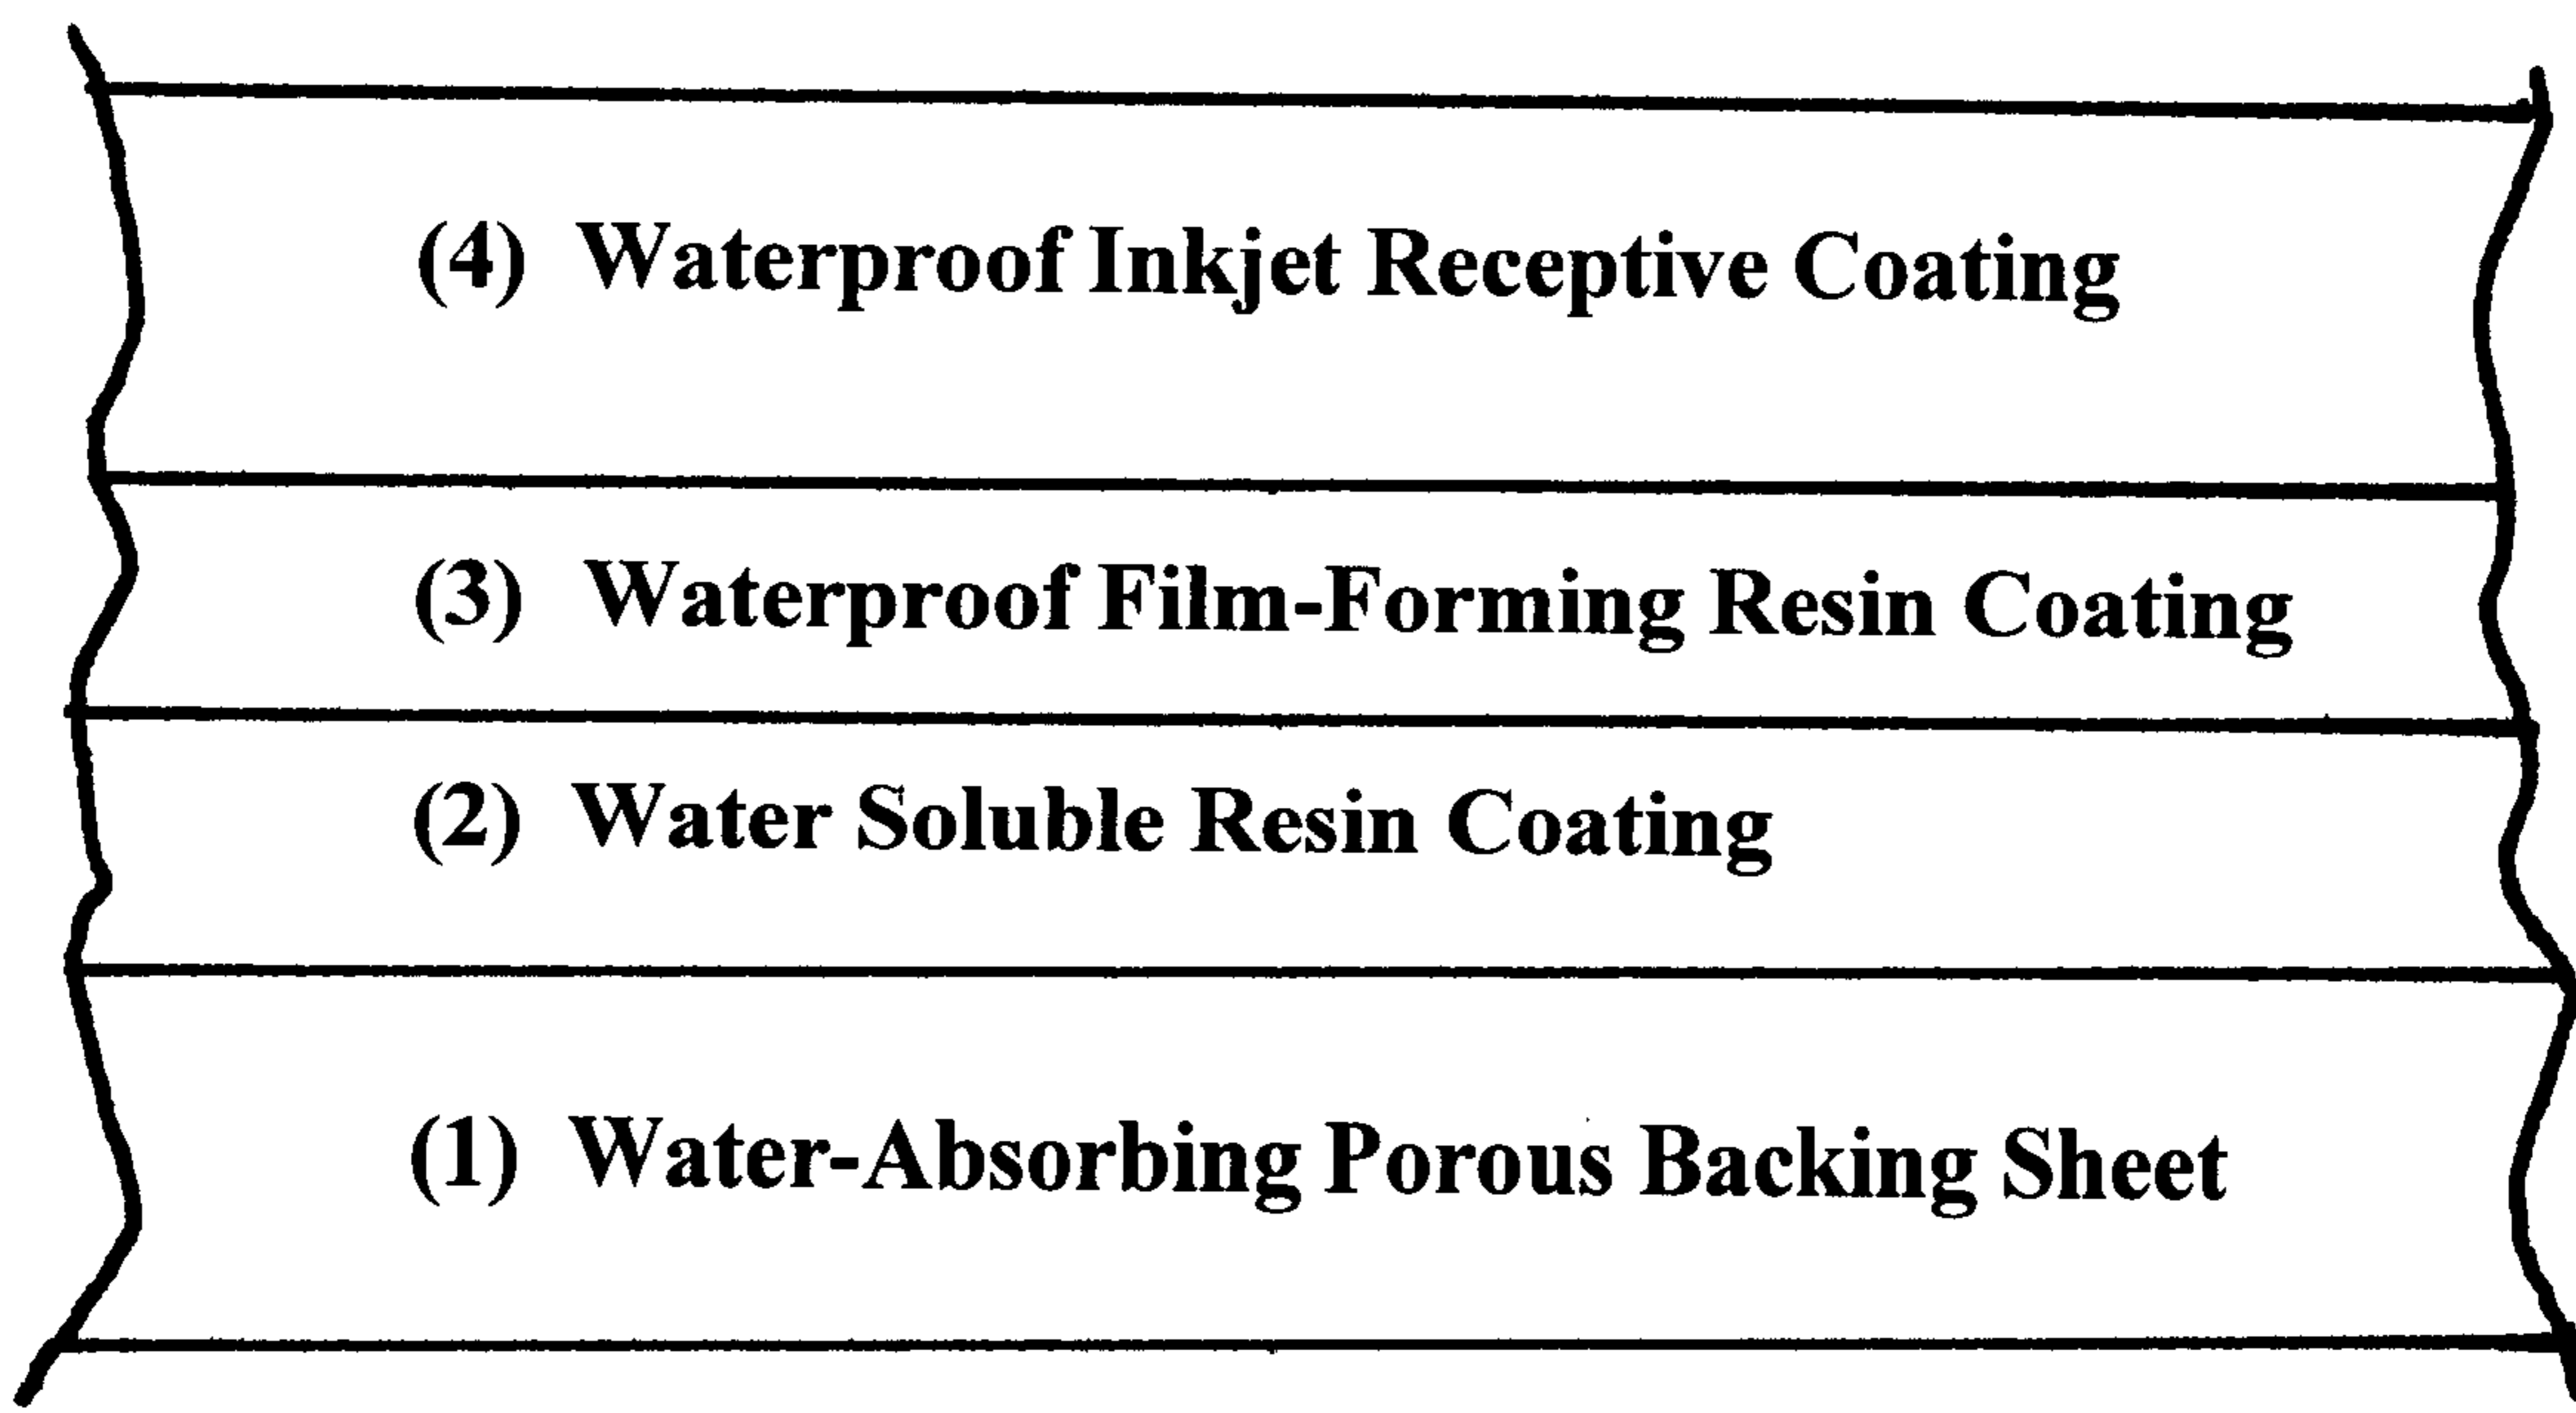 (4) Waterproof Inkjet Receptive Coating
(3) Waterproof Film-Forming Resin Coating
(2) Water Soluble Resin Coating
(1) Water-Absorbing Porous Backing Sheet